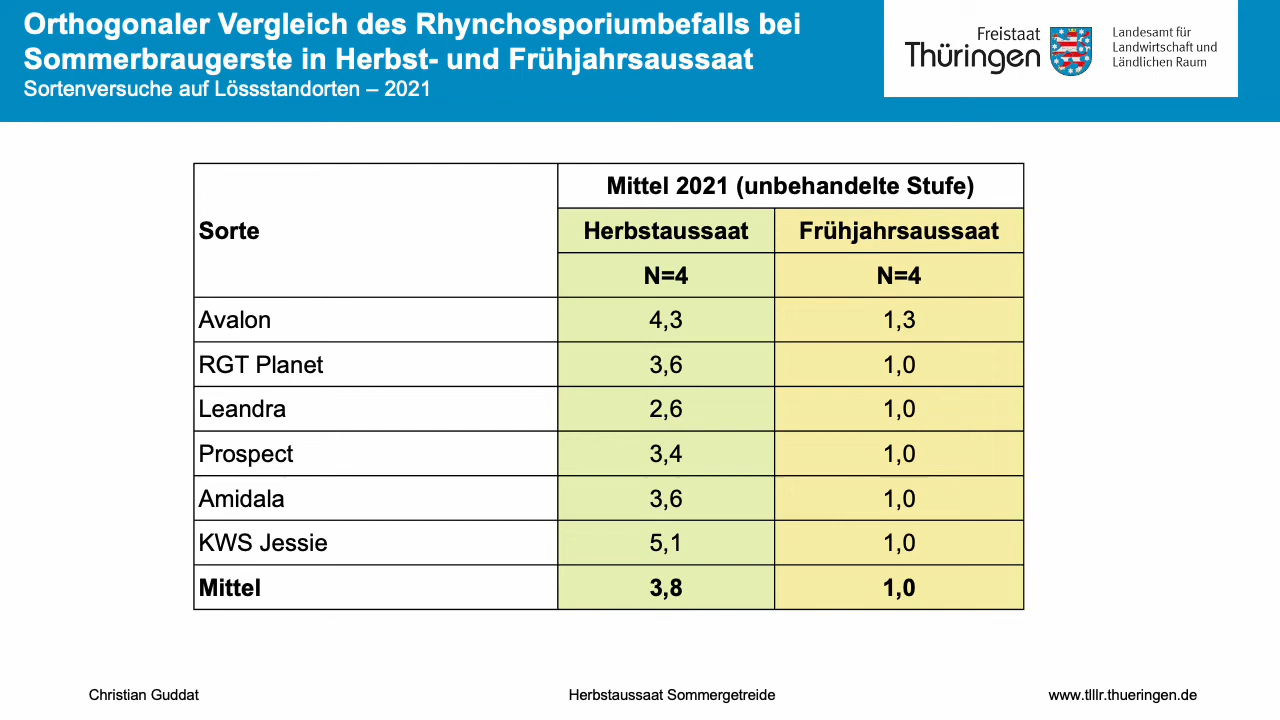 Orthogonaler Vergleich des Rhynchosporiumbefalls bei
Sommerbraugerste in Herbst- und Frühjahrsaussaat
Sortenversuche auf Lössstandorten – 2021
Freistaat
Thüringen
Landesamt für
Landwirtschaft und
Ländlichen Raum
Mittel 2021 (unbehandelte Stufe)
Sorte Herbstaussaat Frühjahrsaussaat
N=4 N=4
Avalon 4,3 1,3
RGT Planet 3,6 1,0
Leandra 2,6 1,0
Prospect 3,4 1,0
Amidala 3,6 1,0
KWS Jessie 5,1 1,0
Mittel 3,8 1,0
Christian Guddat Herbstaussaat Sommergetreide www.tlllr.thueringen.de